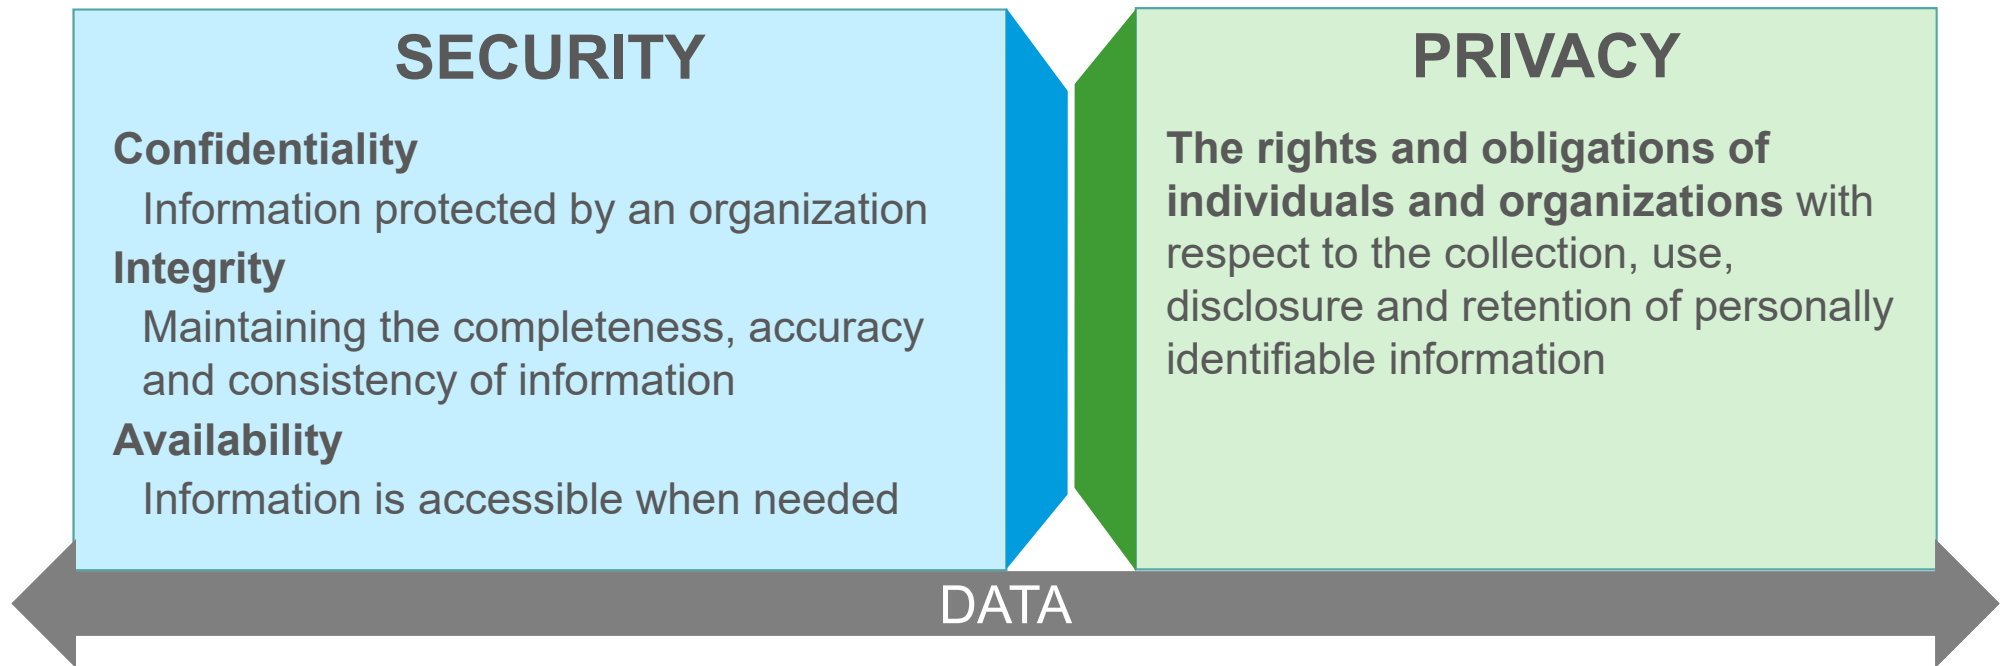 SECURITY
Confidentiality
Information protected by an organization
Integrity
Maintaining the completeness, accuracy
and consistency of information
Availability
Information is accessible when needed
PRIVACY
The rights and obligations of
individuals and organizations with
respect to the collection, use,
disclosure and retention of personally
identifiable information
DATA